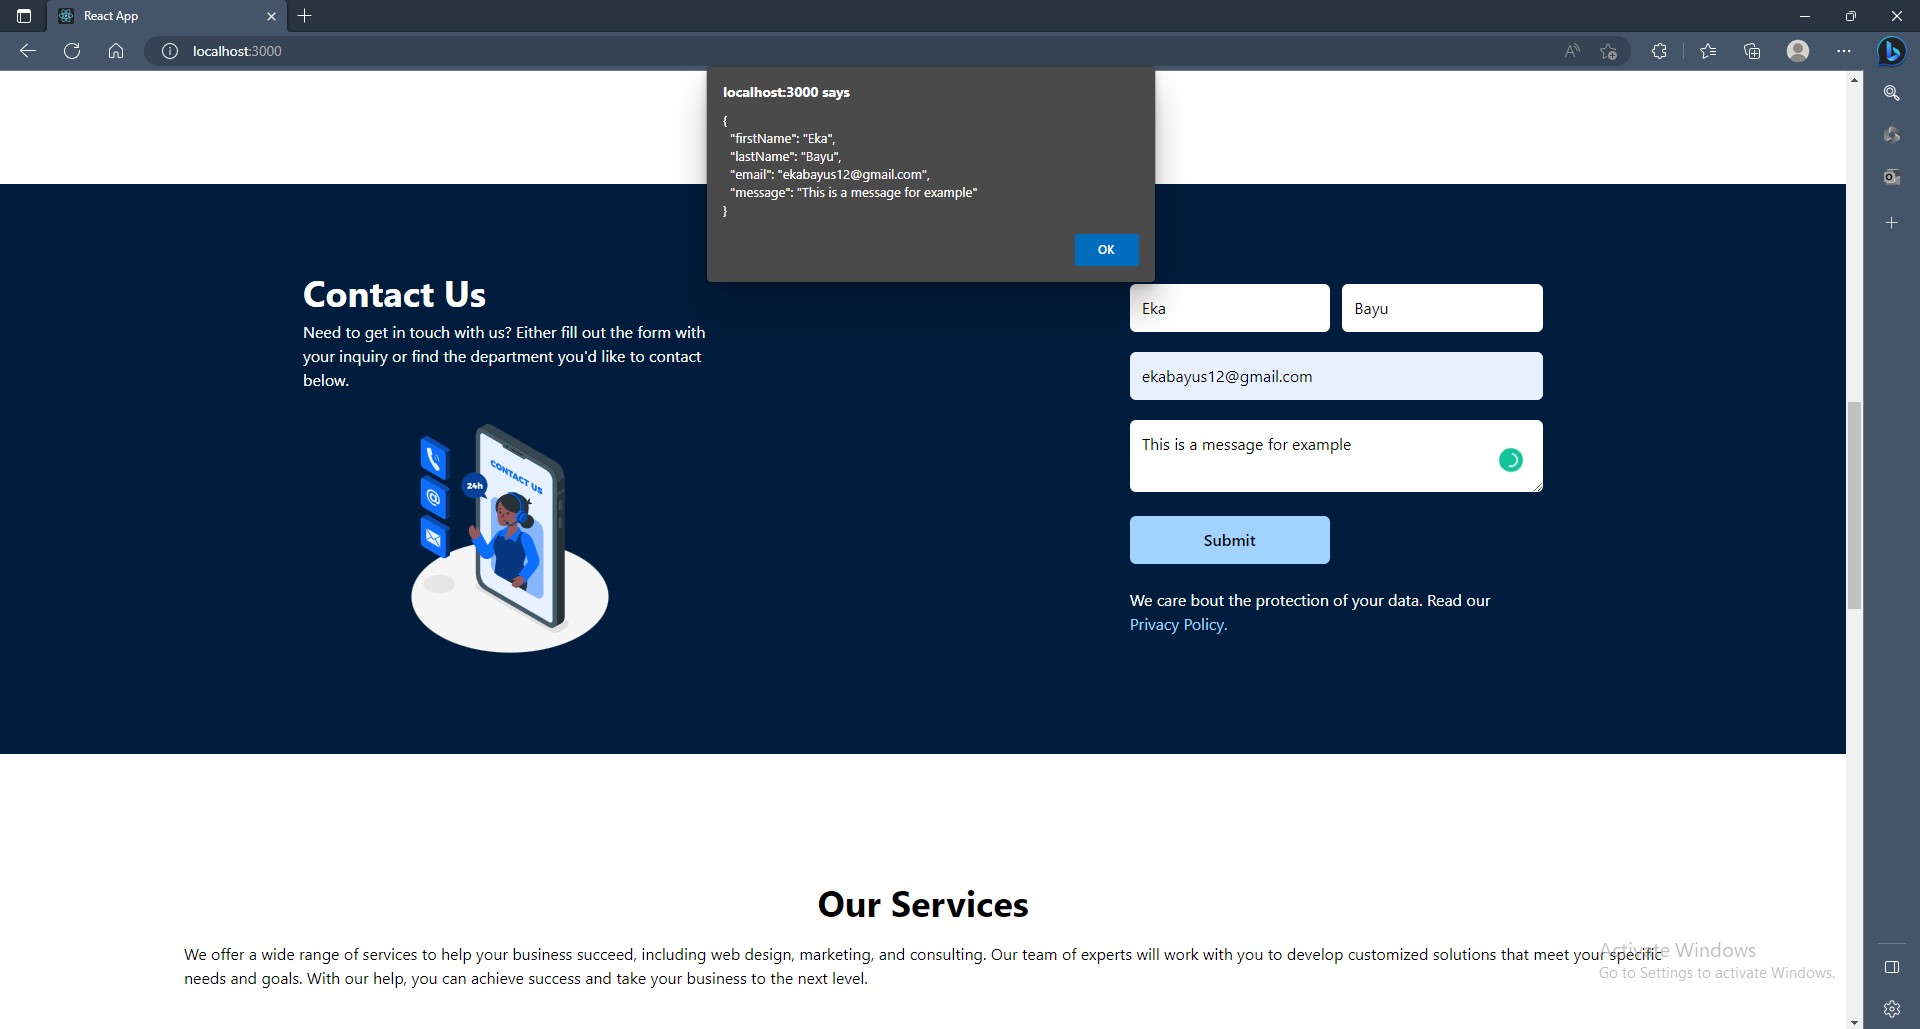 React App
localhost:3000
localhost:3000 says
{
"firstName": "Eka",
"lastName": "Bayu",
"email": "ekabayus12@gmail.com",
"message": "This is a message for example"
}
OK
Contact Us
Need to get in touch with us? Either fill out the form with
your inquiry or find the department you'd like to contact
below.
CONTACT US
24h
Eka
Bayu
ekabayus12@gmail.com
This is a message for example
Submit
We care bout the protection of your data. Read our
Privacy Policy.
Our Services
We offer a wide range of services to help your business succeed, including web design, marketing, and consulting. Our team of experts will work with you to develop customized solutions that meet your specific
needs and goals. With our help, you can achieve success and take your business to the next level.
Activate Windows
Go to Settings to activate Windows.